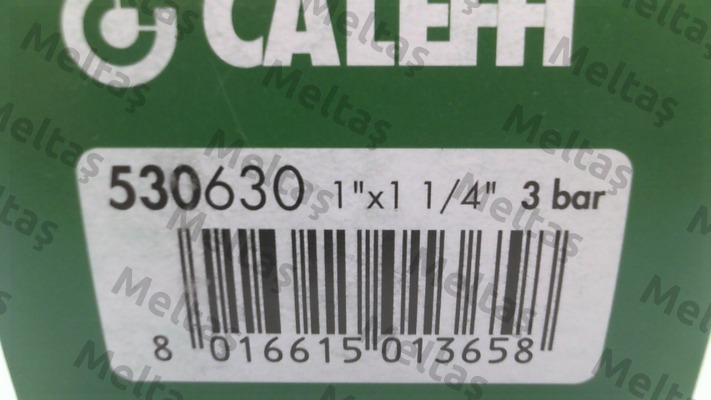 CALEFFI
530630 1"x1 1/4" 3 bar
8 016615 013658
Meltaş